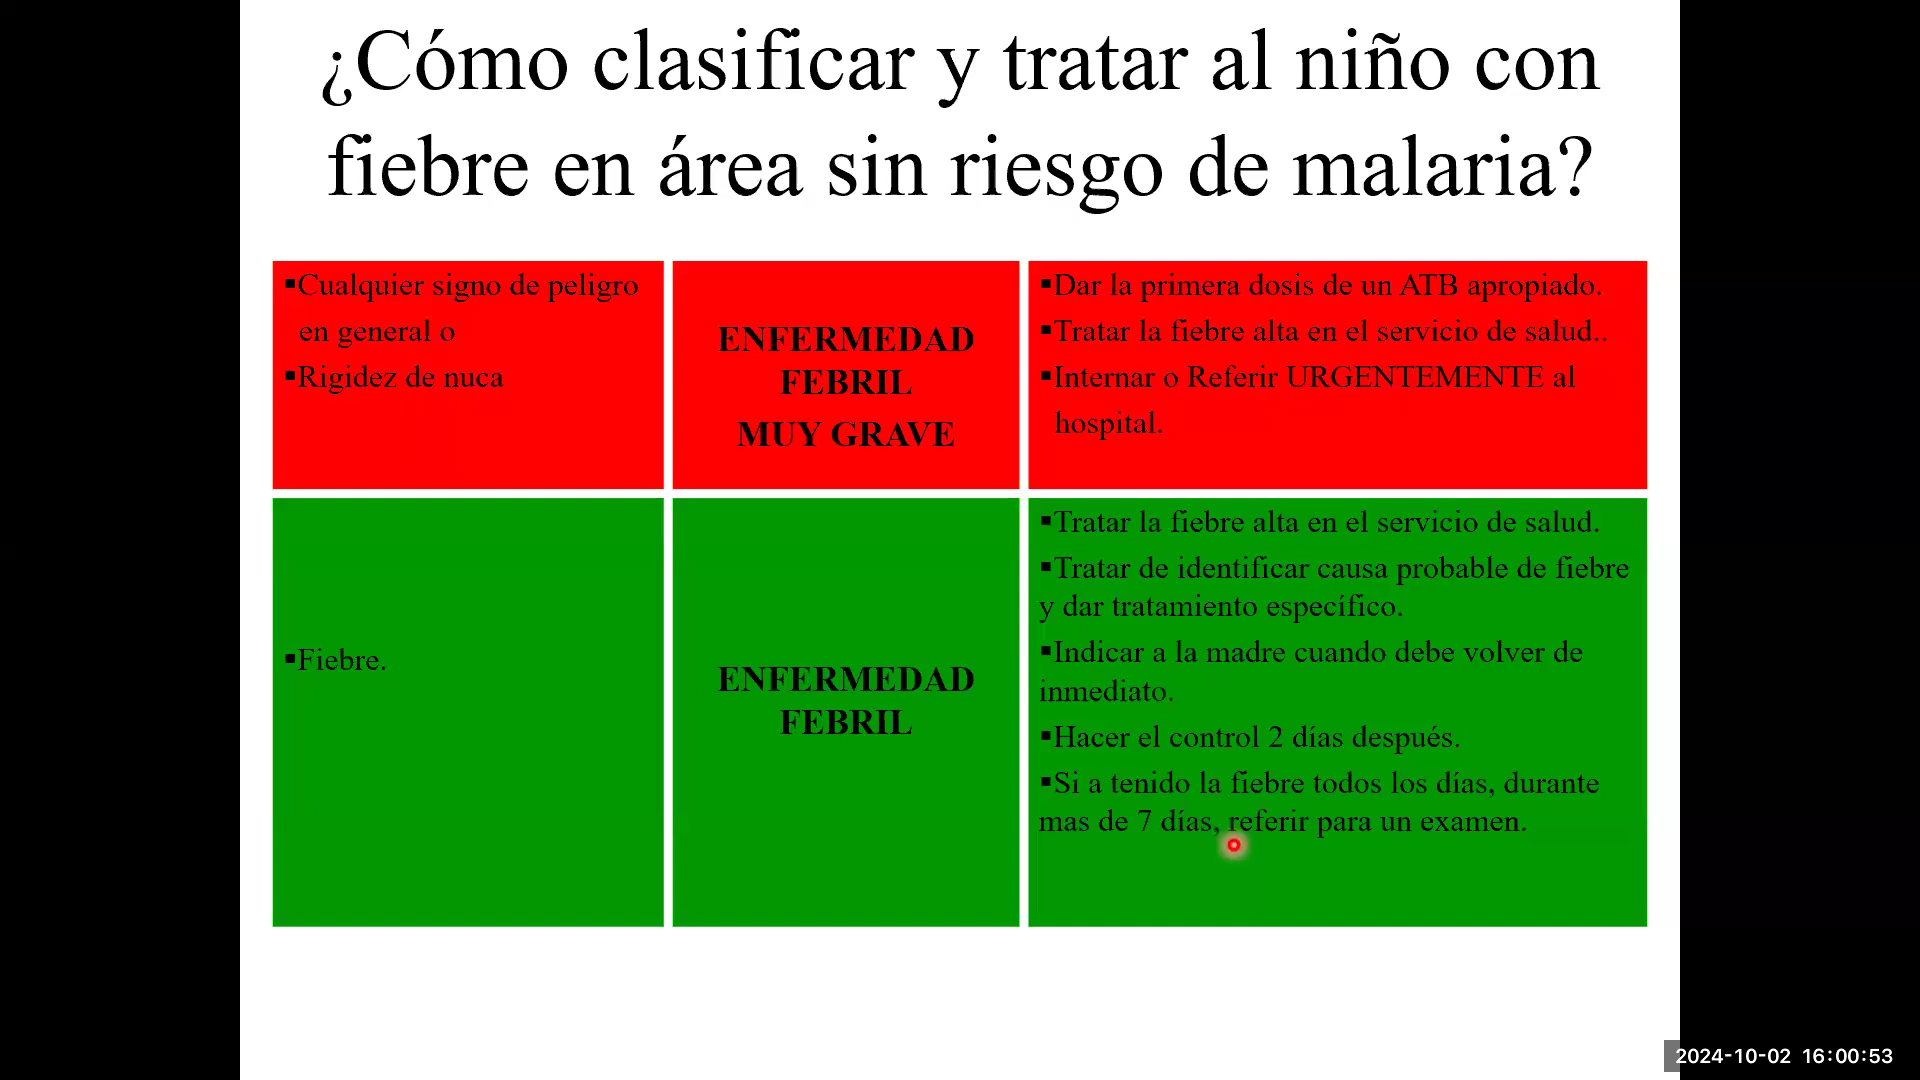 ¿Cómo clasificar y tratar al niño con
fiebre en área sin riesgo de malaria?
▪Cualquier signo de peligro
en general o
▪Rigidez de nuca
ENFERMEDAD
FEBRIL
MUY GRAVE
▪Dar la primera dosis de un ATB apropiado.
▪Tratar la fiebre alta en el servicio de salud..
▪Internar o Referir URGENTEMENTE al
hospital.
▪Fiebre.
ENFERMEDAD
FEBRIL
▪Tratar la fiebre alta en el servicio de salud.
▪Tratar de identificar causa probable de fiebre
y dar tratamiento específico.
▪Indicar a la madre cuando debe volver de
inmediato.
▪Hacer el control 2 días después.
▪Si a tenido la fiebre todos los días, durante
mas de 7 días, referir para un examen.
2024-10-02 16:00:53